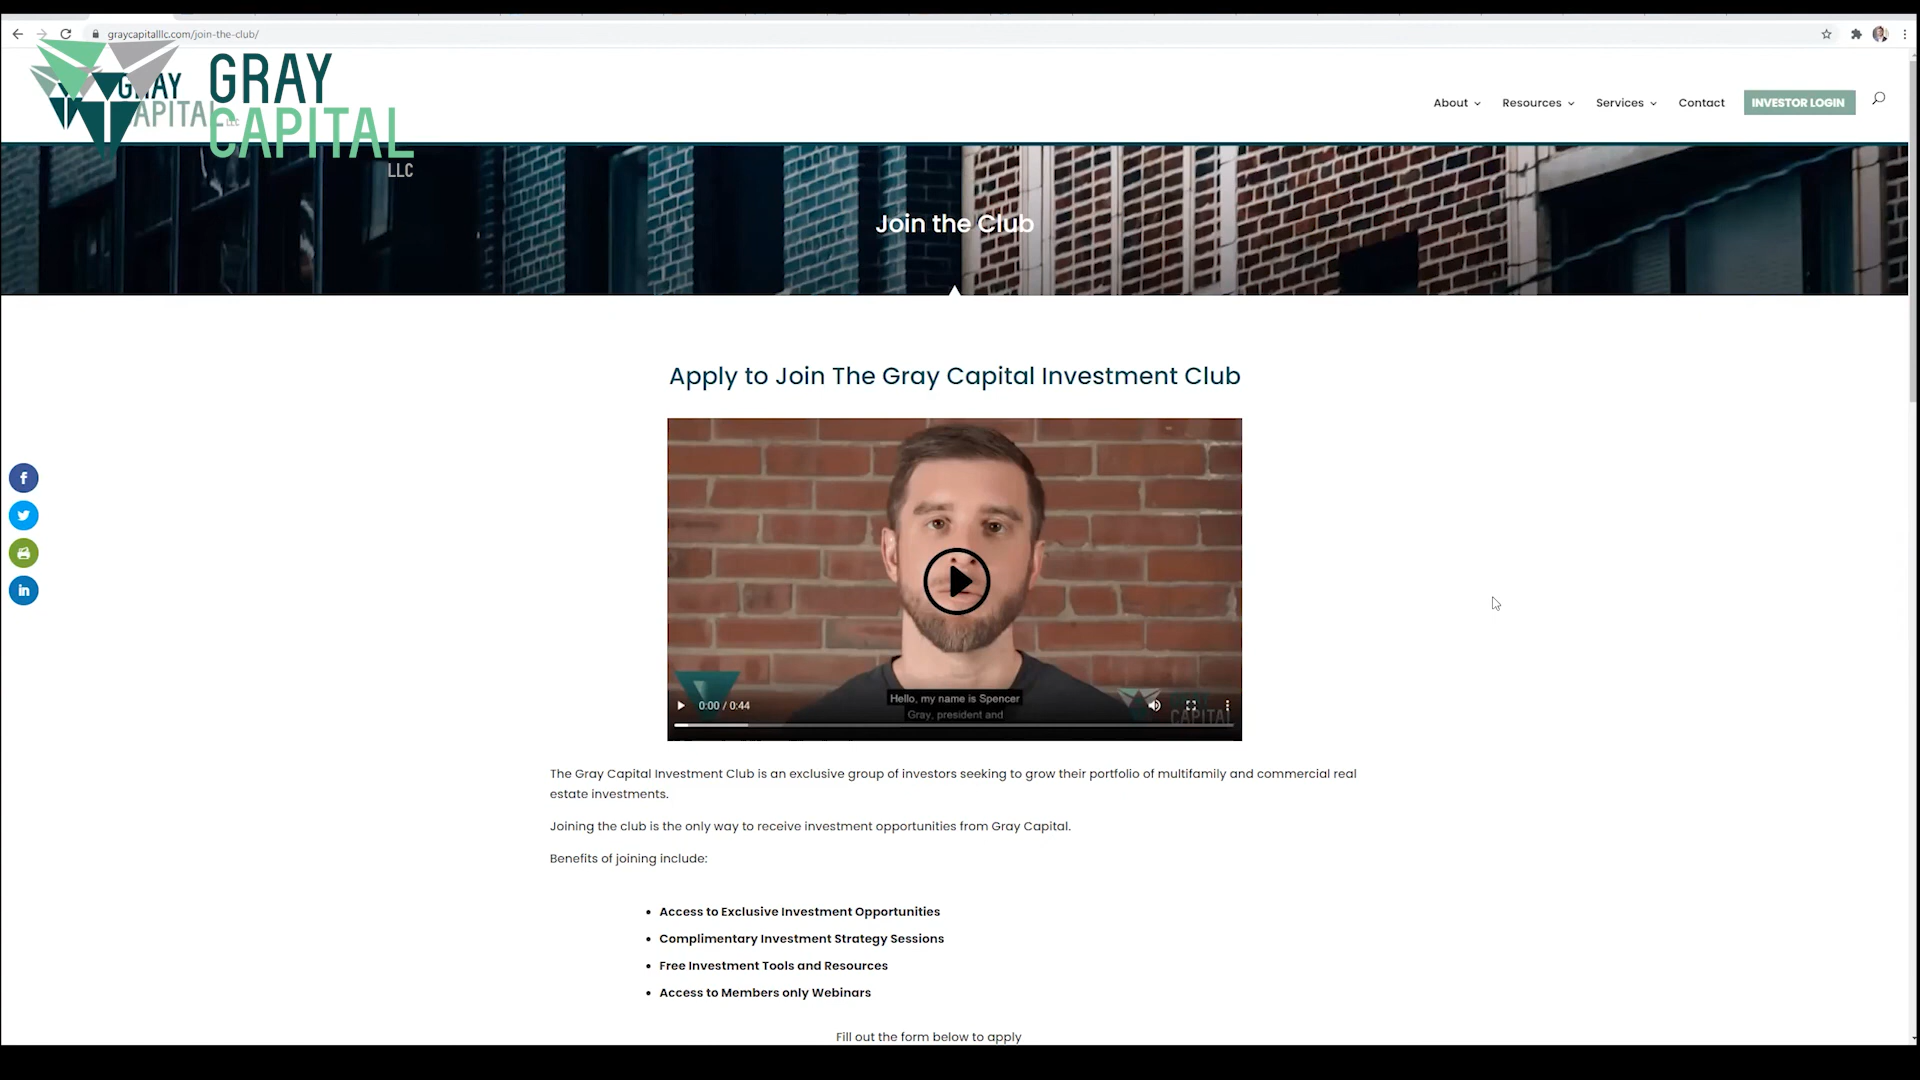 graycapitalllc.com/join-the-club/
GRAY
CAPITAL
LLC
GRAY
CAPITAL
LLC
About
Resources
Services
Contact
INVESTOR LOGIN
Join the Club
Apply to Join The Gray Capital Investment Club
Hello, my name is Spencer
Gray, president and
0:00 / 0:44
CAPITAL
The Gray Capital Investment Club is an exclusive group of investors seeking to grow their portfolio of multifamily and commercial real
estate investments.
Joining the club is the only way to receive investment opportunities from Gray Capital.
Benefits of joining include:
• Access to Exclusive Investment Opportunities
• Complimentary Investment Strategy Sessions
• Free Investment Tools and Resources
• Access to Members only Webinars
Fill out the form below to apply